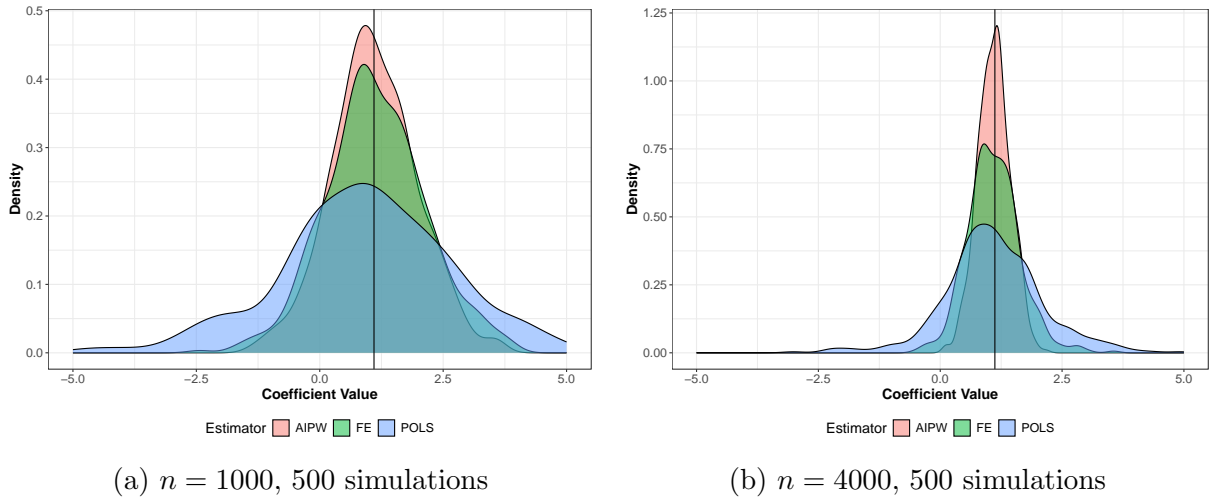 0.5
0.4
0.3
0.2
0.1
0.0
Density
−5.0 −2.5 0.0 2.5 5.0
Coefficient Value
Estimator AIPW FE POLS
(a) n = 1000, 500 simulations
1.25
1.00
0.75
0.50
0.25
0.00
Density
−5.0 −2.5 0.0 2.5 5.0
Coefficient Value
Estimator AIPW FE POLS
(b) n = 4000, 500 simulations